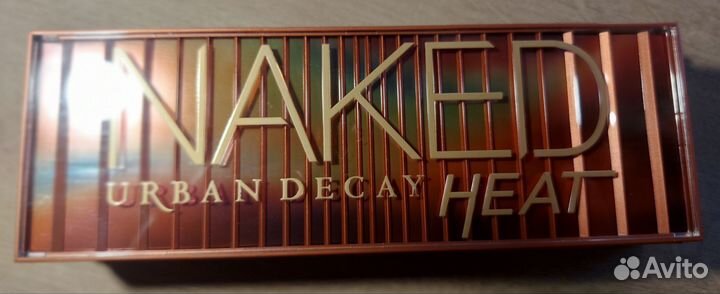 NAKED
URBAN DECAY HEAT
Avito